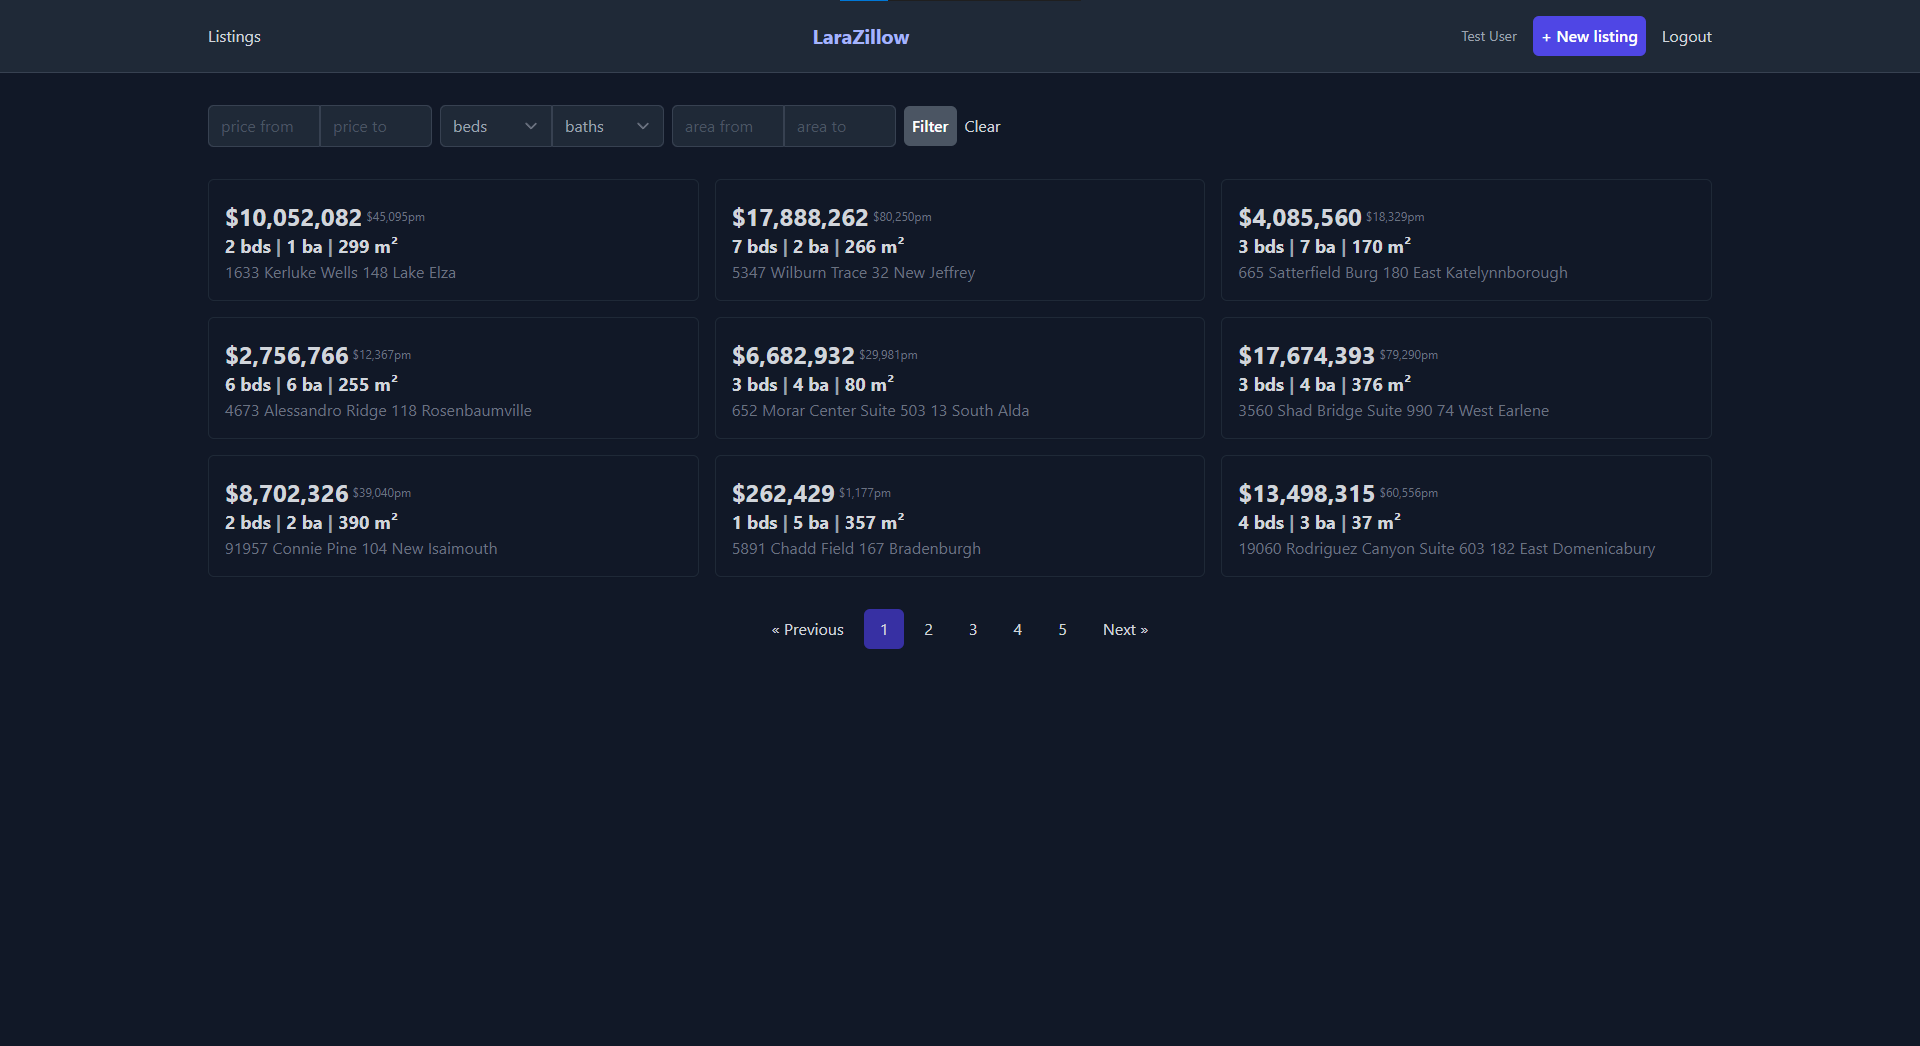 Listings
LaraZillow
Test User
+ New listing
Logout
price from
price to
beds
baths
area from
area to
Filter
Clear
$10,052,082 $45,095pm
2 bds | 1 ba | 299 m²
1633 Kerluke Wells 148 Lake Elza
$17,888,262 $80,250pm
7 bds | 2 ba | 266 m²
5347 Wilburn Trace 32 New Jeffrey
$4,085,560 $18,329pm
3 bds | 7 ba | 170 m²
665 Satterfield Burg 180 East Katelynnborough
$2,756,766 $12,367pm
6 bds | 6 ba | 255 m²
4673 Alessandro Ridge 118 Rosenbaumville
$6,682,932 $29,981pm
3 bds | 4 ba | 80 m²
652 Morar Center Suite 503 13 South Alda
$17,674,393 $79,290pm
3 bds | 4 ba | 376 m²
3560 Shad Bridge Suite 990 74 West Earlene
$8,702,326 $39,040pm
2 bds | 2 ba | 390 m²
91957 Connie Pine 104 New Isaimouth
$262,429 $1,177pm
1 bds | 5 ba | 357 m²
5891 Chadd Field 167 Bradenburgh
$13,498,315 $60,556pm
4 bds | 3 ba | 37 m²
19060 Rodriguez Canyon Suite 603 182 East Domenicabury
« Previous 1 2 3 4 5 Next »